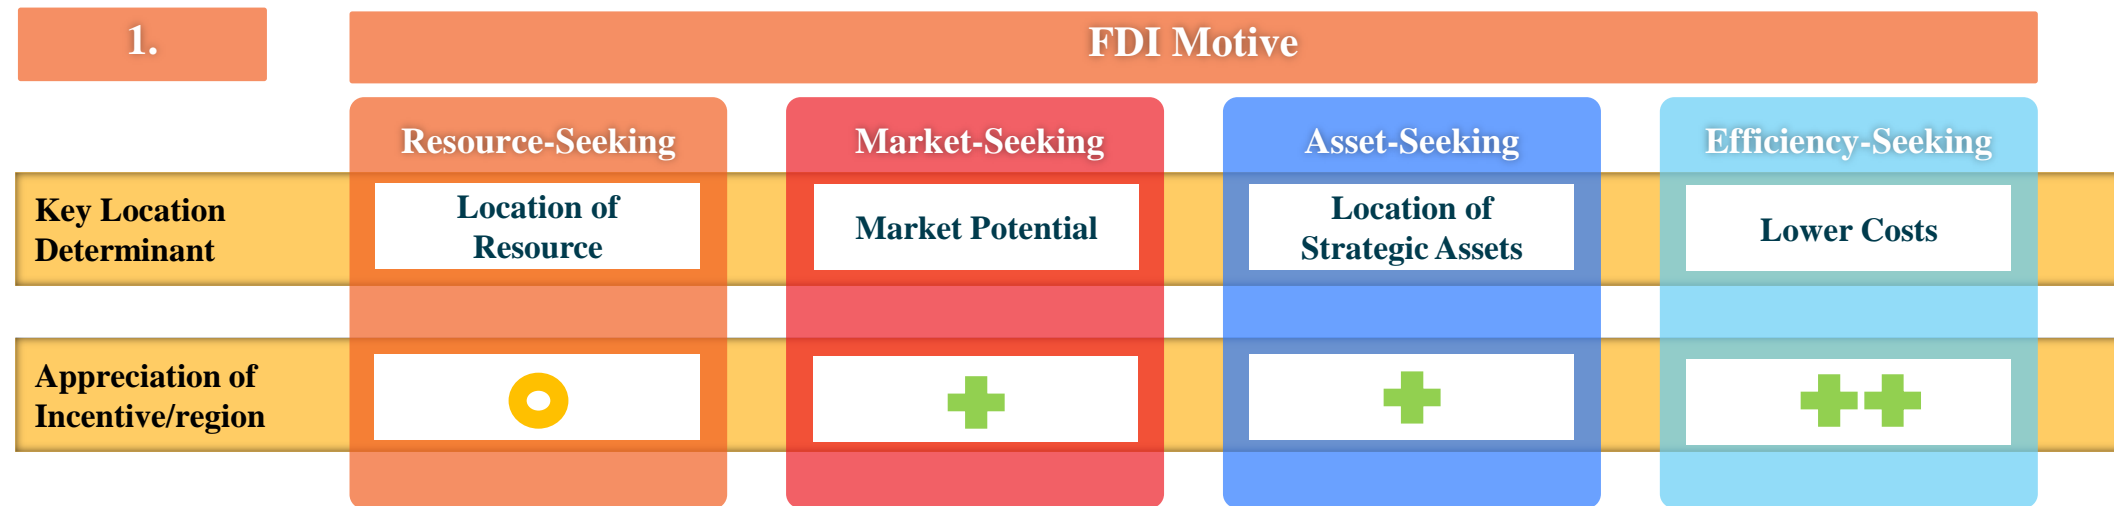 1.
FDI Motive
Resource-Seeking
Market-Seeking
Asset-Seeking
Efficiency-Seeking
Key Location
Determinant
Location of
Resource
Market Potential
Location of
Strategic Assets
Lower Costs
Appreciation of
Incentive/region